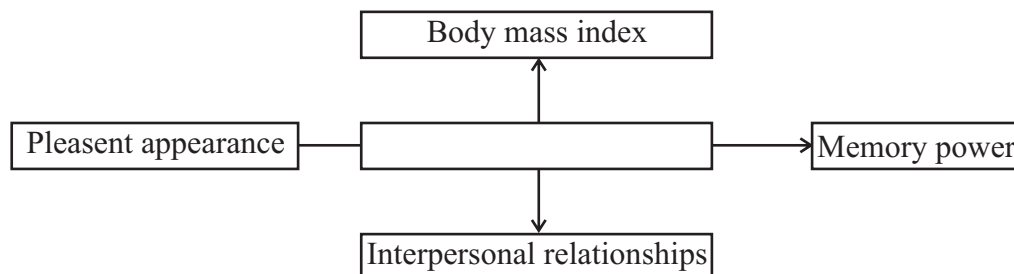 Body mass index
Pleasent appearance
Memory power
Interpersonal relationships